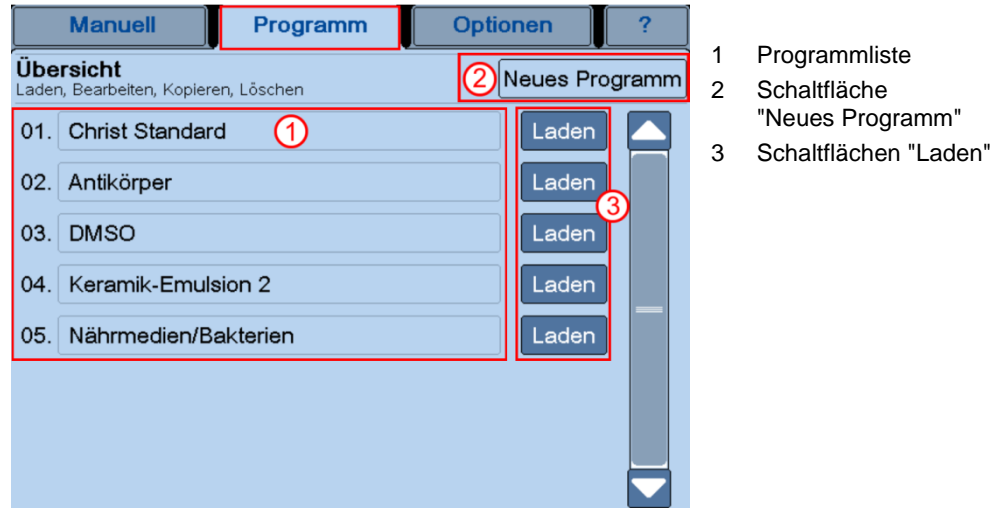 Manuell Programm Optionen ?
Übersicht
Laden, Bearbeiten, Kopieren, Löschen
2 Neues Programm
01. Christ Standard 1 Laden
02. Antikörper Laden
3
03. DMSO Laden
04. Keramik-Emulsion 2 Laden
05. Nährmedien/Bakterien Laden
1 Programmliste
2 Schaltfläche
"Neues Programm"
3 Schaltflächen "Laden"